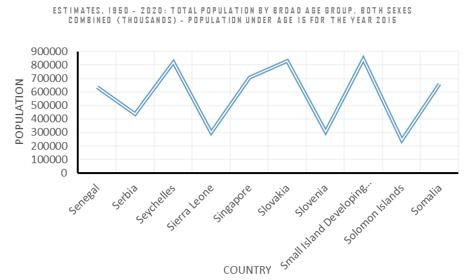 ESTIMATES, 1950 - 2020: TOTAL POPULATION BY BROAD AGE GROUP, BOTH SEXES
COMBINED (THOUSANDS) - POPULATION UNDER AGE 15 FOR THE YEAR 2015
900000
800000
700000
600000
500000
400000
300000
200000
100000
0
POPULATION
Senegal
Serbia
Seychelles
Sierra Leone
Singapore
Slovakia
Slovenia
Small Island Developing...
Solomon Islands
Somalia
COUNTRY